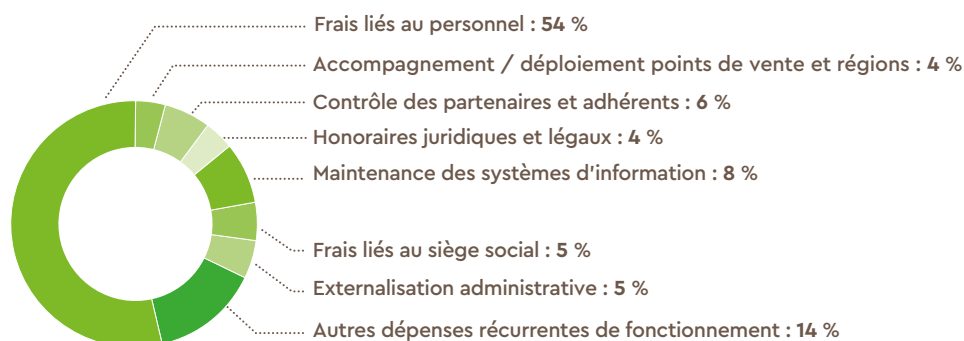 Frais liés au personnel : 54 %
Accompagnement / déploiement points de vente et régions : 4 %
Contrôle des partenaires et adhérents : 6 %
Honoraires juridiques et légaux : 4 %
Maintenance des systèmes d'information : 8 %
Frais liés au siège social : 5 %
Externalisation administrative : 5 %
Autres dépenses récurrentes de fonctionnement : 14 %